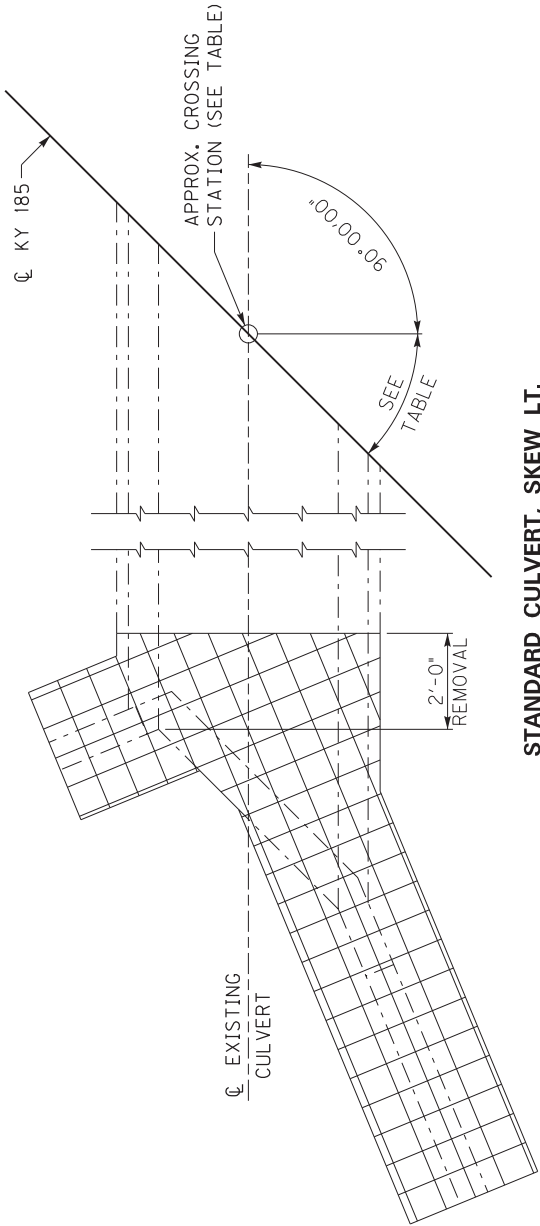 ℄ KY 185
APPROX. CROSSING
STATION (SEE TABLE)
90°00'00"
SEE
TABLE
2'-0"
REMOVAL
℄ EXISTING
CULVERT
STANDARD CULVERT, SKEW LT.